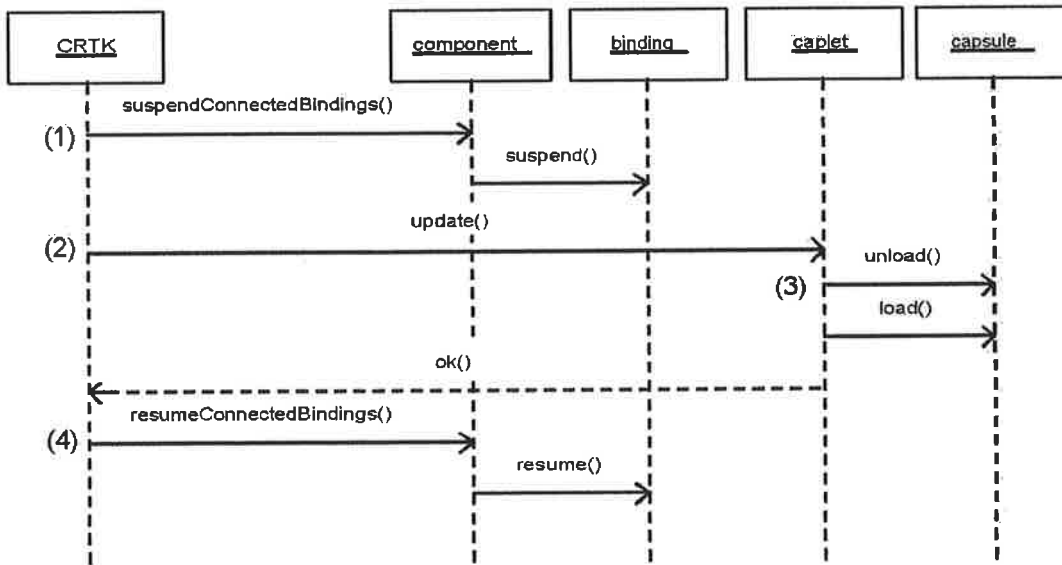 CRTK
component
binding
caplet
capsule
suspendConnectedBindings()
(1)
suspend()
update()
(2)
unload()
(3)
load()
ok()
resumeConnectedBindings()
(4)
resume()